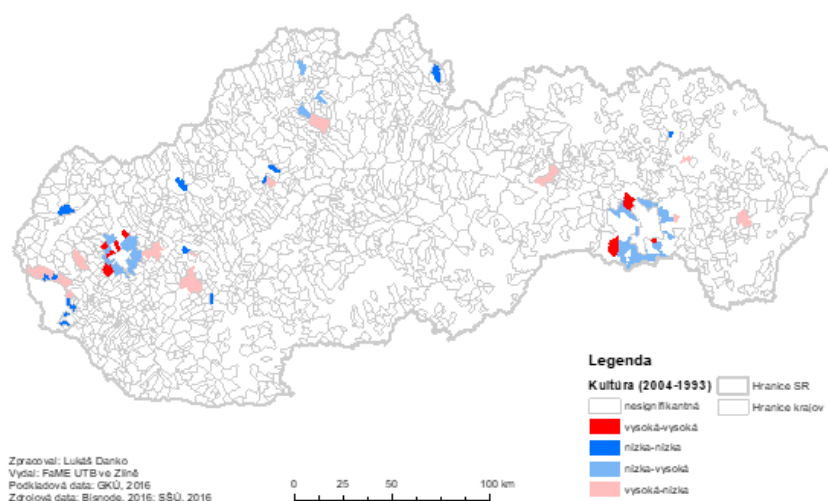 Legenda
Kultúra (2004-1993)
Hranice SR
nesignifikantná
Hranice krajov
vysoká-vysoká
nízka-nízka
nízka-vysoká
vysoká-nízka
Zpracoval: Lukáš Danko
Vydal: FaME UTB ve Zlíně
Podkladová data: GKÚ, 2016
Zdrojová data: Bisnode, 2016; SŠÚ, 2016
0 25 50 100 km